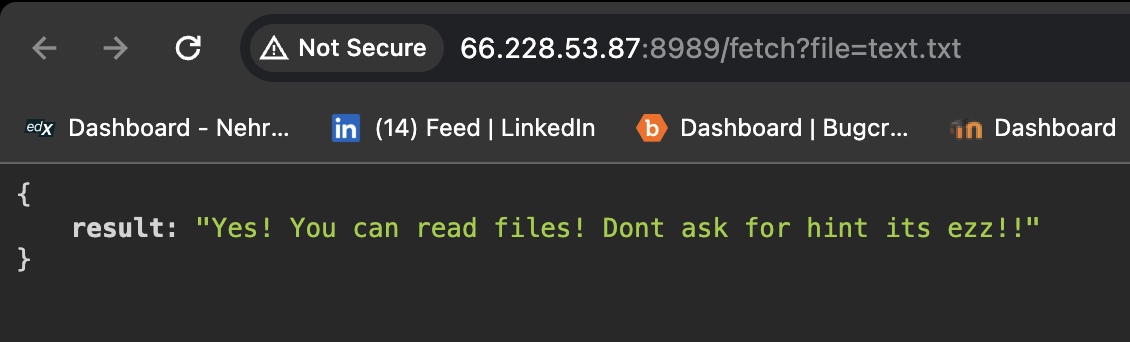 Not Secure 66.228.53.87:8989/fetch?file=text.txt
edX Dashboard - Nehr... in (14) Feed | LinkedIn b Dashboard | Bugcr... Dashboard
{
result: "Yes! You can read files! Dont ask for hint its ezz!!"
}